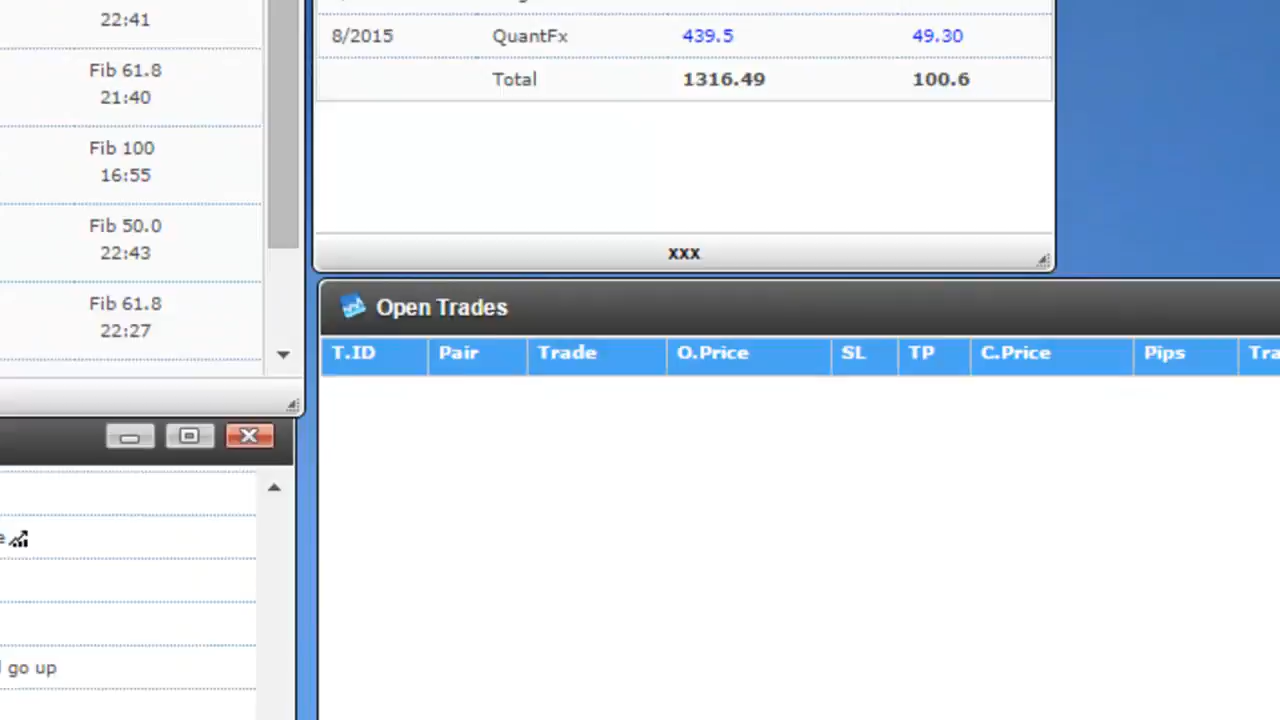 22:41
Fib 61.8
21:40
Fib 100
16:55
Fib 50.0
22:43
Fib 61.8
22:27
8/2015 QuantFx 439.5 49.30
Total 1316.49 100.6
xxx
Open Trades
T.ID Pair Trade O.Price SL TP C.Price Pips Tra
go up